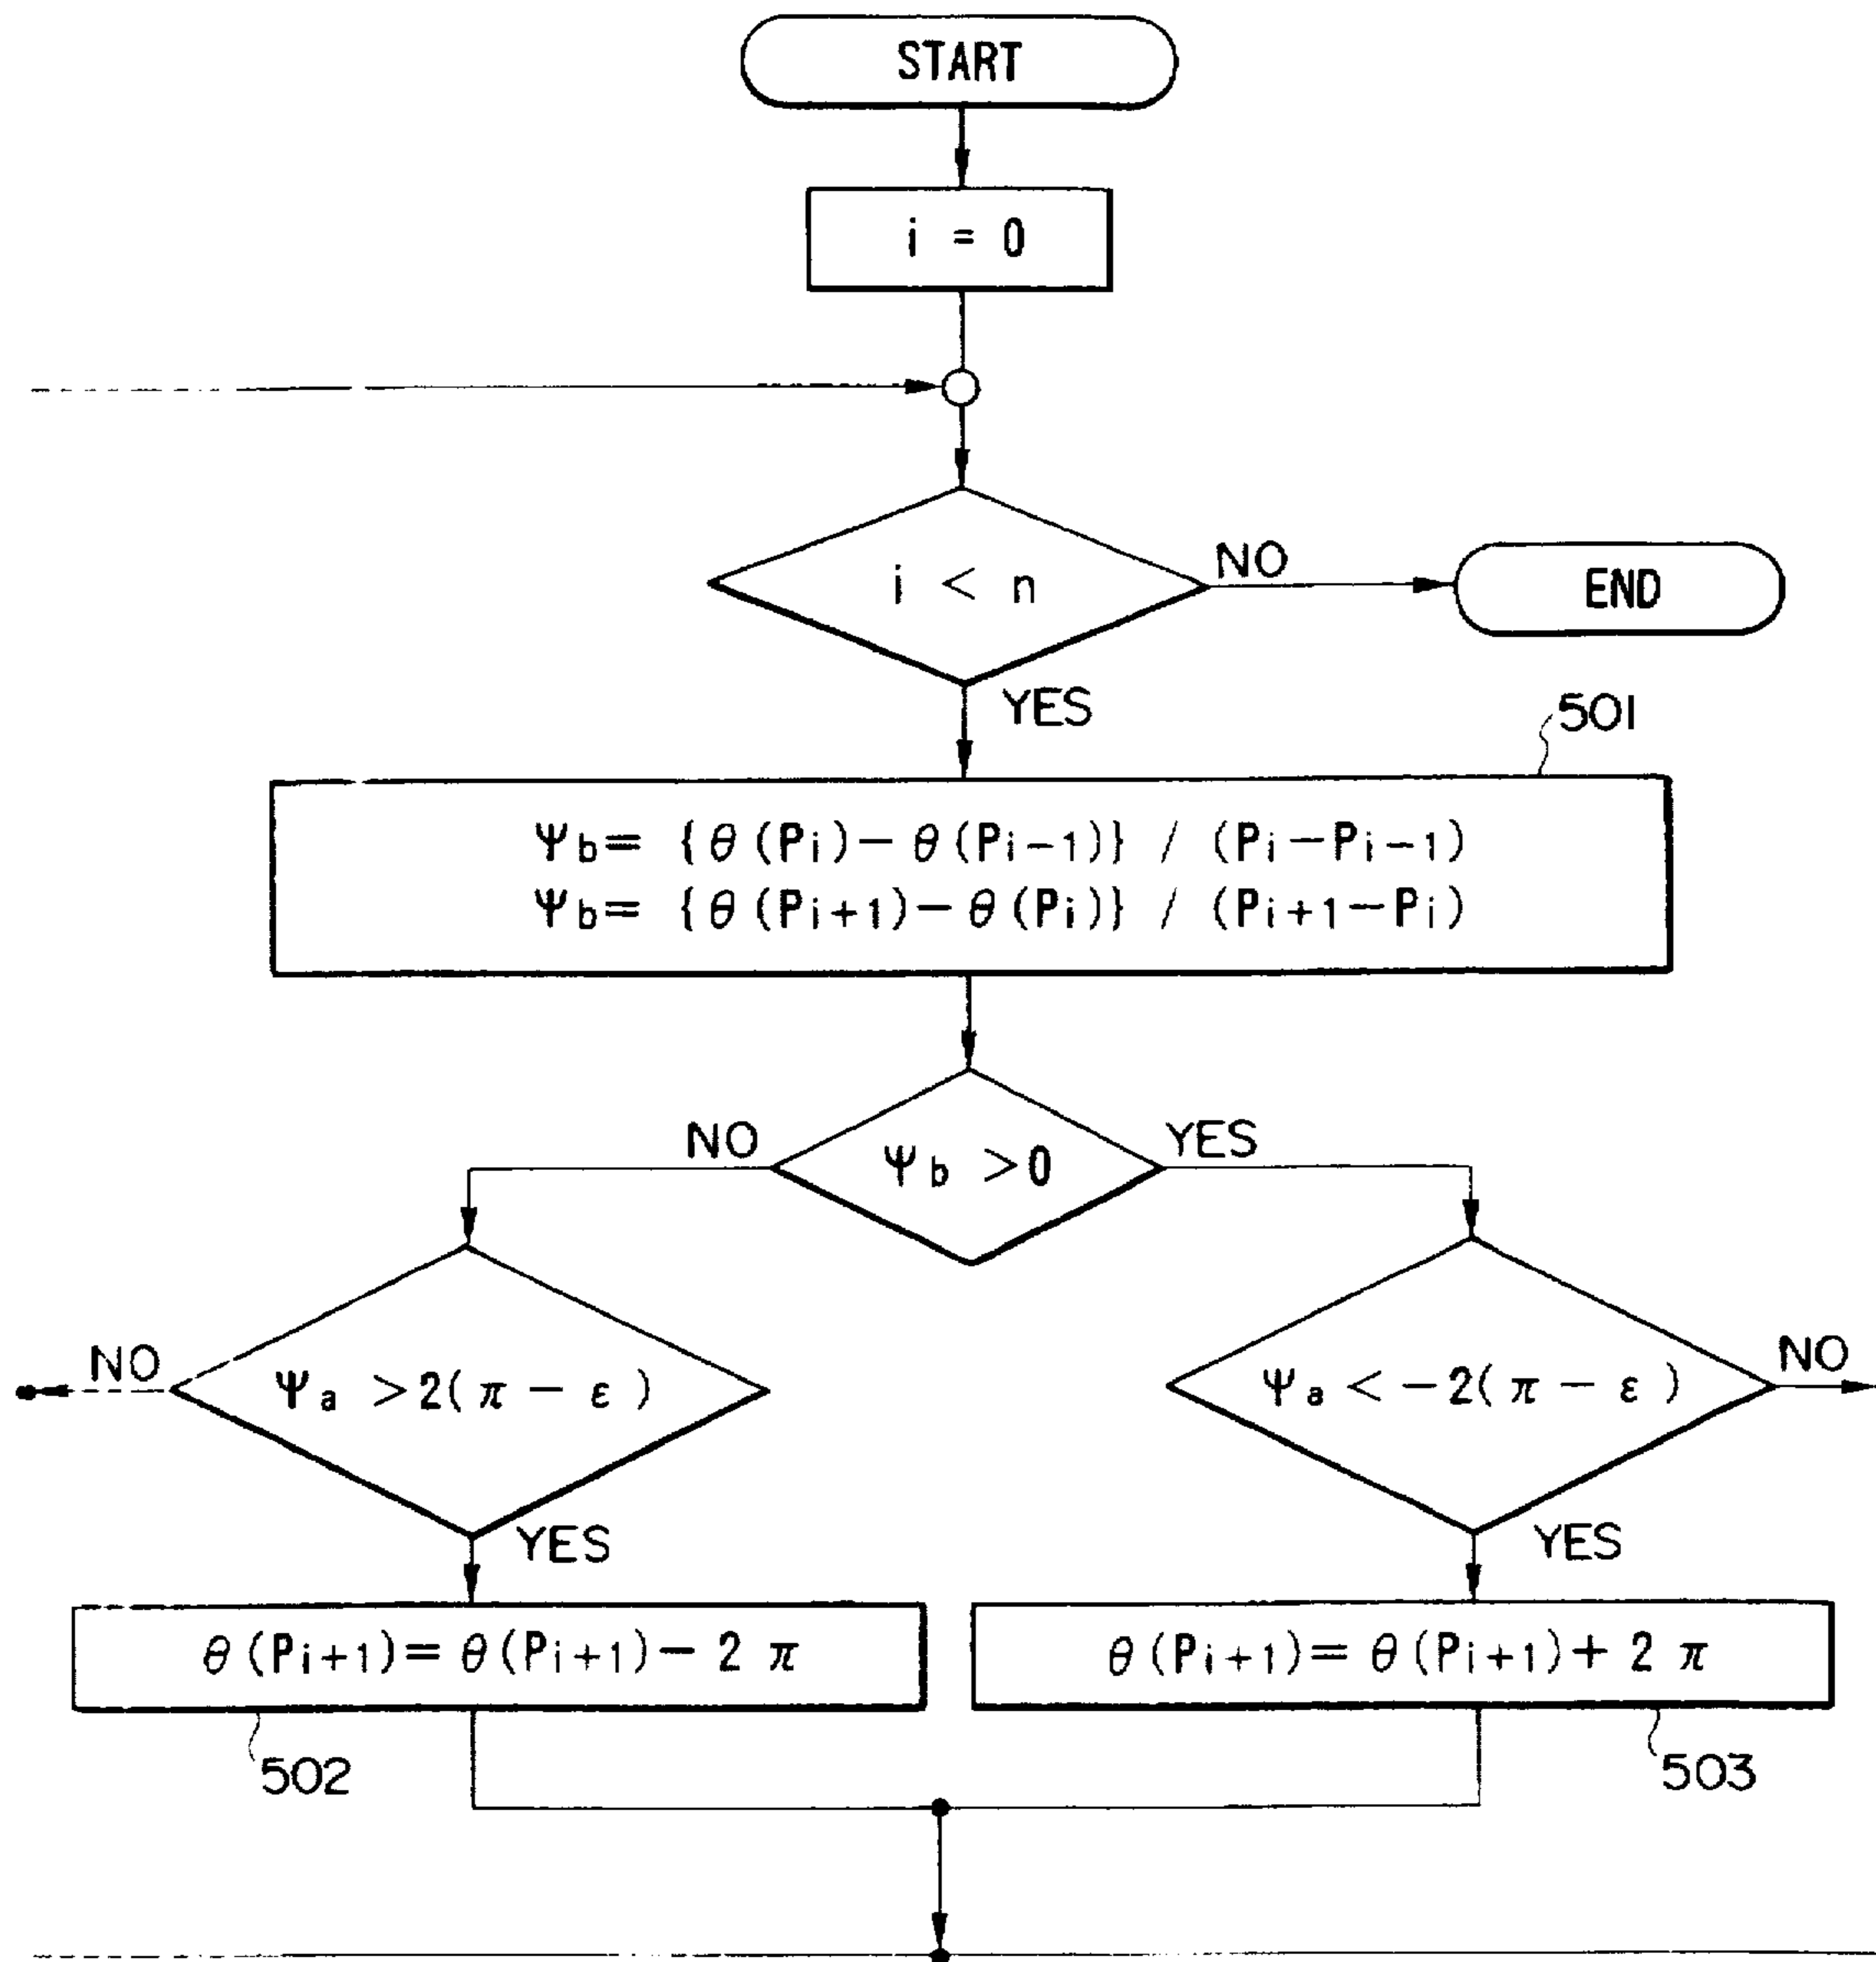 START
i = 0
i < n
NO
END
YES
501
Ψb= {θ(Pi)−θ(Pi−1)} / (Pi−Pi−1)
Ψb= {θ(Pi+1)−θ(Pi)} / (Pi+1−Pi)
NO
Ψb >0
YES
NO
Ψa >2(π−ε)
Ψa <−2(π−ε)
NO
YES
YES
θ(Pi+1)= θ(Pi+1)− 2π
θ(Pi+1)= θ(Pi+1)+ 2π
502
503